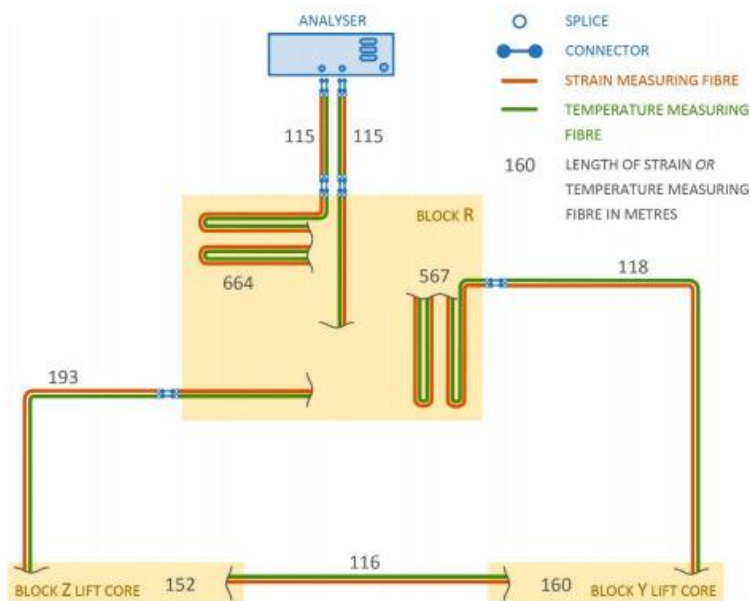 ANALYSER
SPLICE
CONNECTOR
STRAIN MEASURING FIBRE
TEMPERATURE MEASURING
FIBRE
160
LENGTH OF STRAIN OR
TEMPERATURE MEASURING
FIBRE IN METRES
115
115
BLOCK R
664
567
118
193
116
BLOCK Z LIFT CORE
152
160
BLOCK Y LIFT CORE